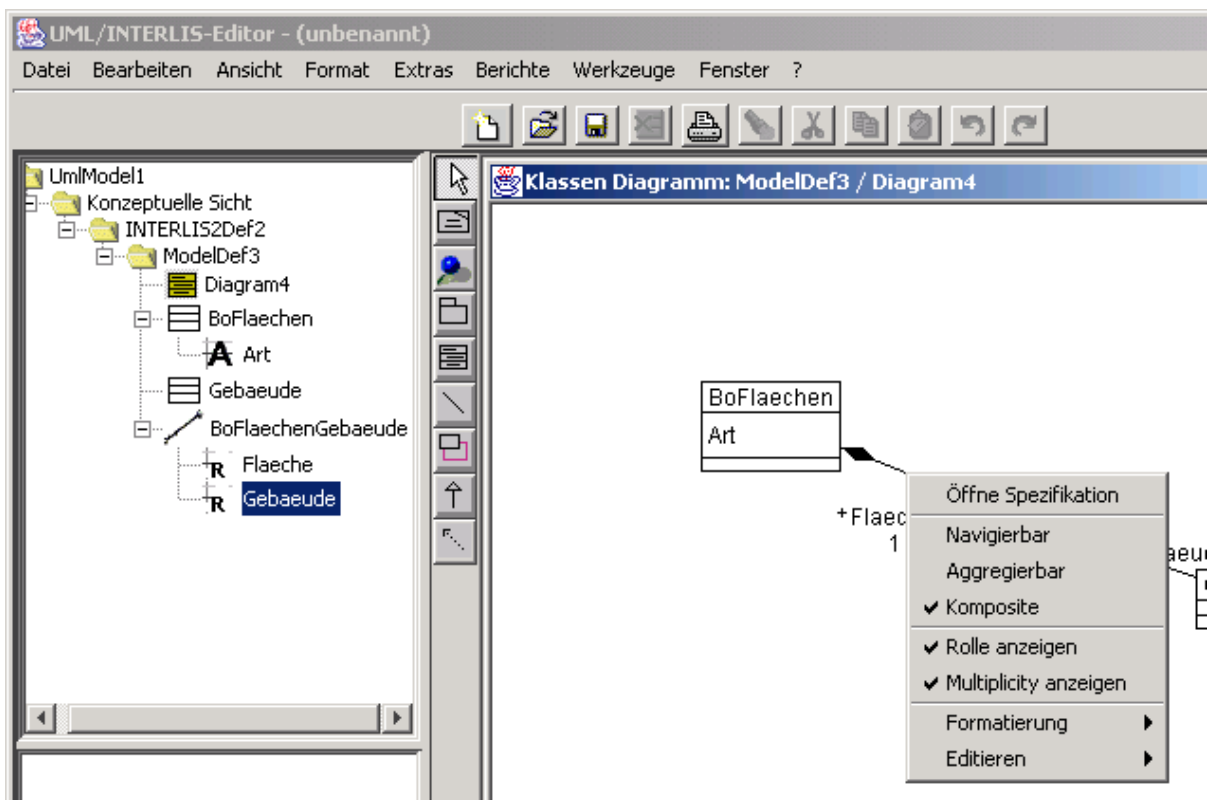 UML/INTERLIS-Editor - (unbenannt)
Datei Bearbeiten Ansicht Format Extras Berichte Werkzeuge Fenster ?
UmlModel1
Konzeptuelle Sicht
INTERLIS2Def2
ModelDef3
Diagram4
BoFlaechen
A Art
Gebaeude
BoFlaechenGebaeude
R Flaeche
R Gebaeude
Klassen Diagramm: ModelDef3 / Diagram4
BoFlaechen
Art
+Flaec
1
Öffne Spezifikation
Navigierbar
Aggregierbar
Komposite
Rolle anzeigen
Multiplicity anzeigen
Formatierung
Editieren